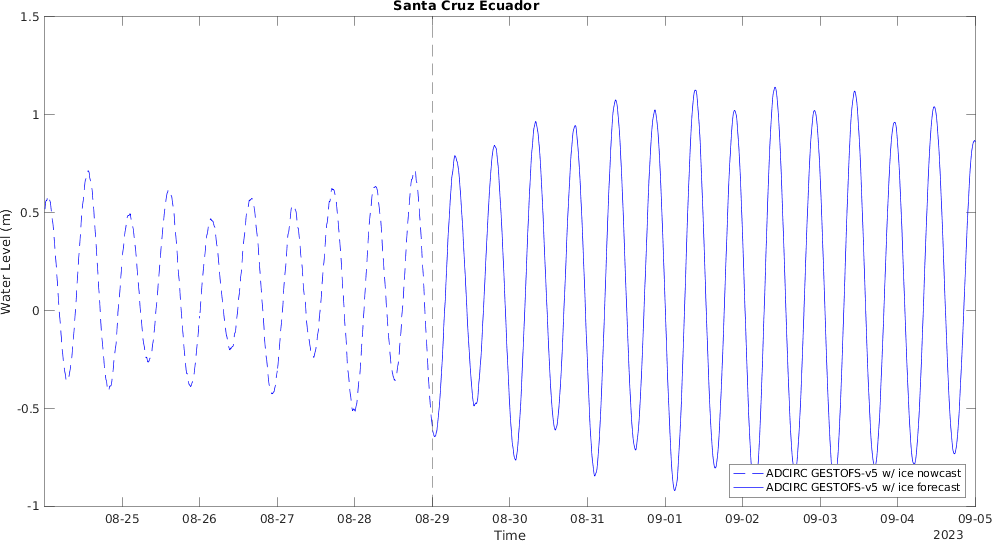 Santa Cruz Ecuador
1.5
1
0.5
0
-0.5
-1
Water Level (m)
ADCIRC GESTOFS-v5 w/ ice nowcast
ADCIRC GESTOFS-v5 w/ ice forecast
08-25 08-26 08-27 08-28 08-29 08-30 08-31 09-01 09-02 09-03 09-04 09-05
Time
2023